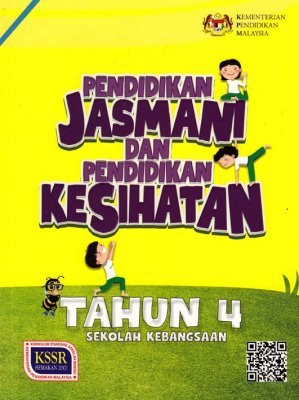 KEMENTERIAN
PENDIDIKAN
MALAYSIA
PENDIDIKAN
JASMANI
DAN
PENDIDIKAN
KESIHATAN
TAHUN 4
SEKOLAH KEBANGSAAN
KSSR
(SEMAKAN 2017)